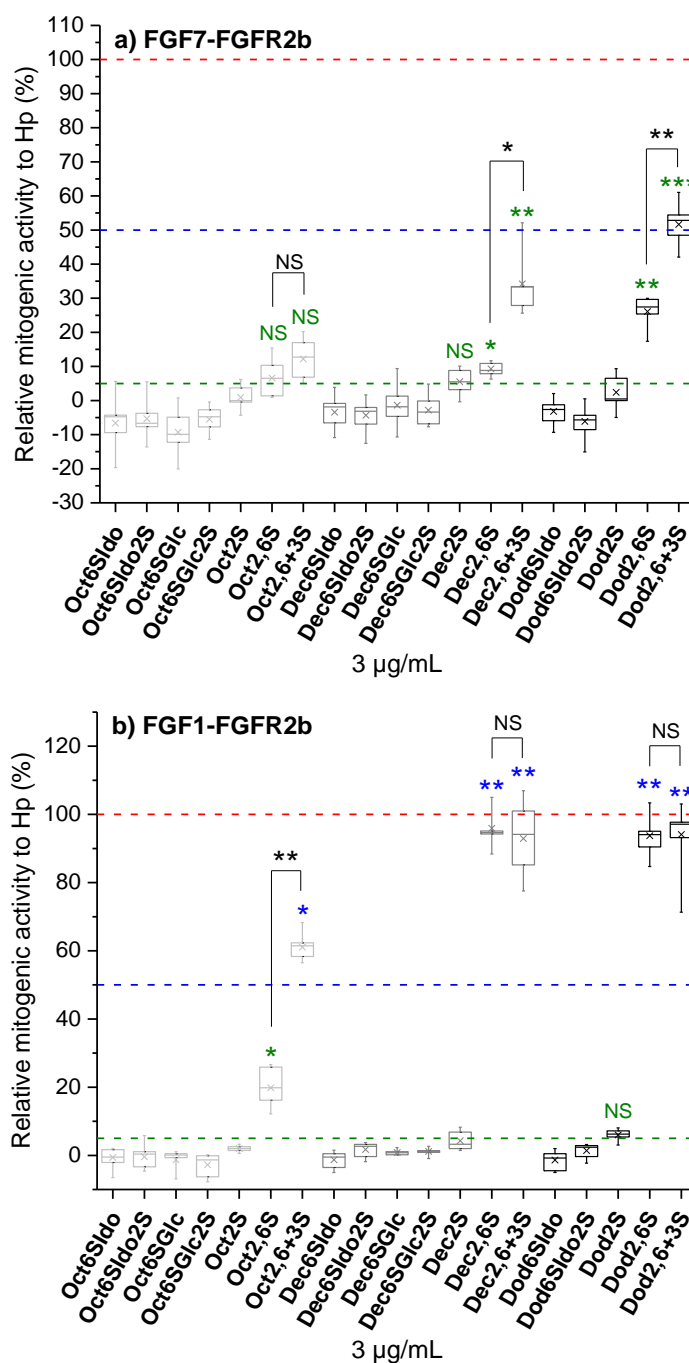 a) FGF7-FGFR2b
Relative mitogenic activity to Hp (%)
110
100
90
80
70
60
50
40
30
20
10
0
-10
-20
-30
NS
NS
NS
NS
*
*
**
**
**
***
Oct6SIdo
Oct6SIdo2S
Oct6SGlc
Oct6SGlc2S
Oct2S
Oct2,6S
Oct2,6+3S
Dec6SIdo
Dec6SIdo2S
Dec6SGlc
Dec6SGlc2S
Dec2S
Dec2,6S
Dec2,6+3S
Dod6SIdo
Dod6SIdo2S
Dod2S
Dod2,6S
Dod2,6+3S
3 µg/mL
b) FGF1-FGFR2b
Relative mitogenic activity to Hp (%)
120
100
80
60
40
20
0
*
**
*
NS
**
**
NS
NS
**
**
Oct6SIdo
Oct6SIdo2S
Oct6SGlc
Oct6SGlc2S
Oct2S
Oct2,6S
Oct2,6+3S
Dec6SIdo
Dec6SIdo2S
Dec6SGlc
Dec6SGlc2S
Dec2S
Dec2,6S
Dec2,6+3S
Dod6SIdo
Dod6SIdo2S
Dod2S
Dod2,6S
Dod2,6+3S
3 µg/mL